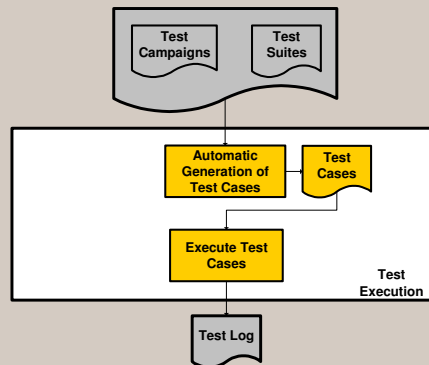 Test
Campaigns
Test
Suites
Automatic
Generation of
Test Cases
Test
Cases
Execute Test
Cases
Test
Execution
Test Log